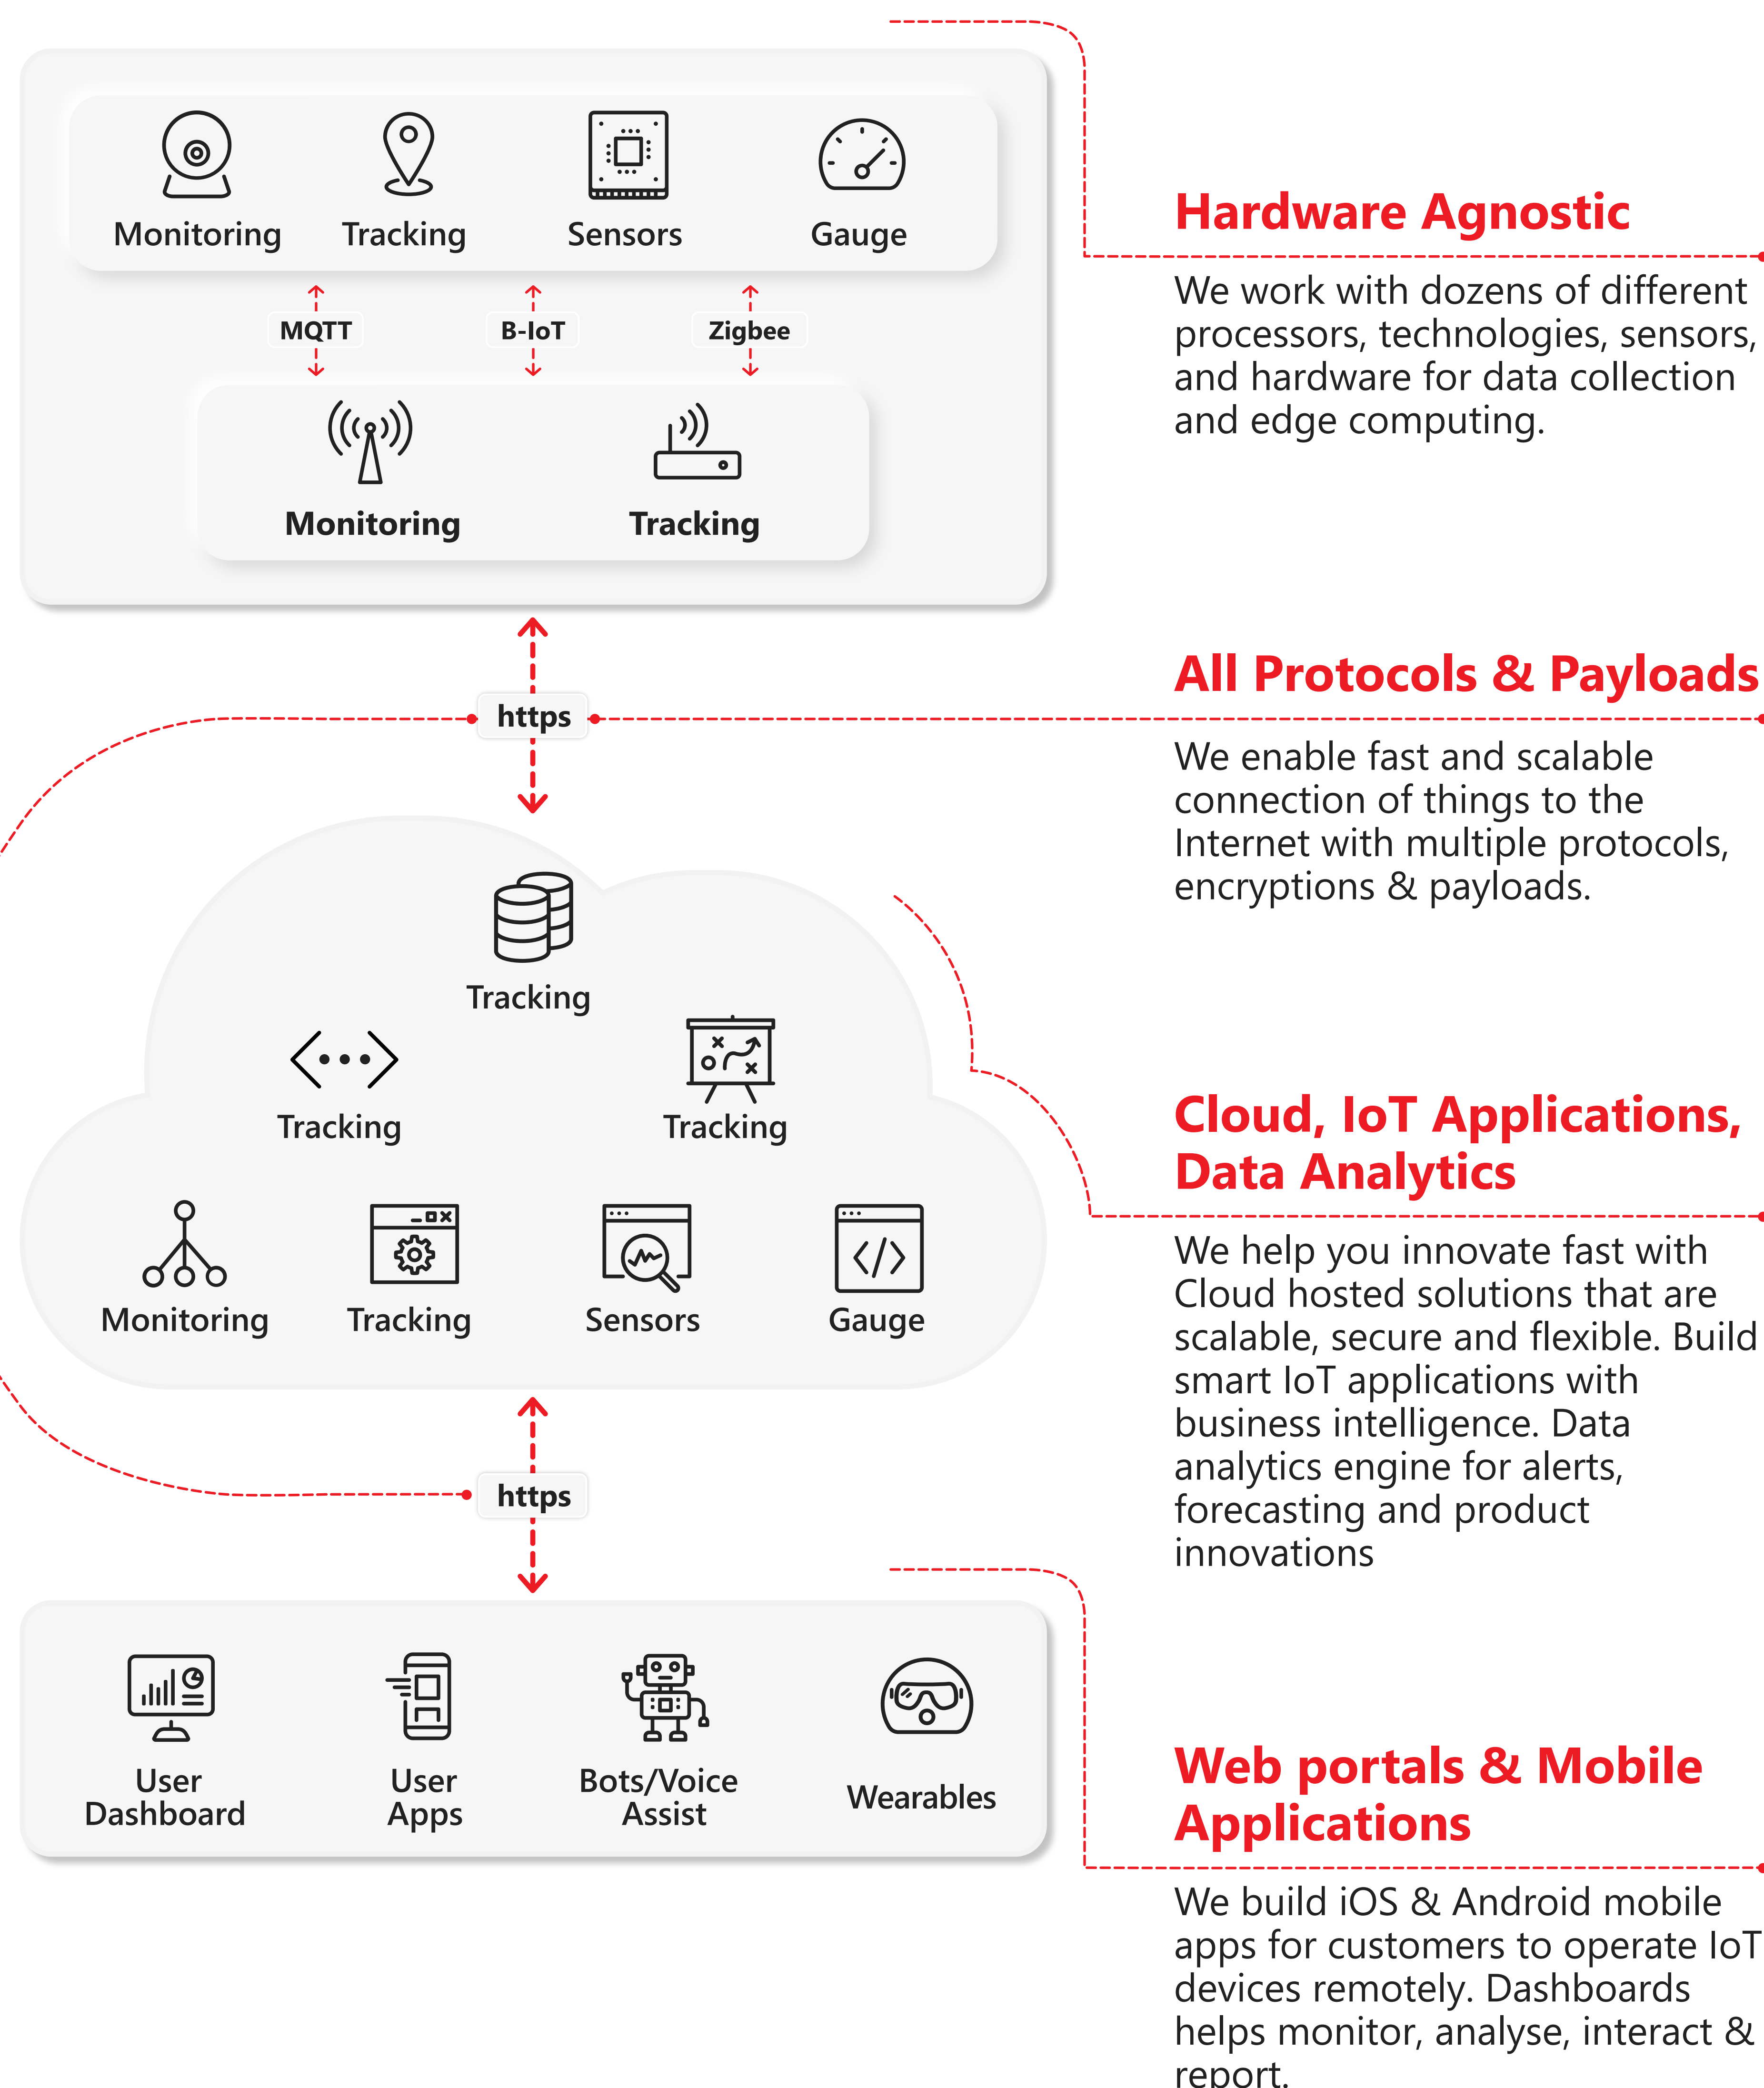 Monitoring
Tracking
Sensors
Gauge
MQTT
B-IoT
Zigbee
Monitoring
Tracking
Hardware Agnostic
We work with dozens of different
processors, technologies, sensors,
and hardware for data collection
and edge computing.
https
All Protocols & Payloads
We enable fast and scalable
connection of things to the
Internet with multiple protocols,
encryptions & payloads.
Tracking
Tracking
Tracking
Monitoring
Tracking
Sensors
Gauge
Cloud, IoT Applications,
Data Analytics
We help you innovate fast with
Cloud hosted solutions that are
scalable, secure and flexible. Build
smart IoT applications with
business intelligence. Data
analytics engine for alerts,
forecasting and product
innovations
https
User
Dashboard
User
Apps
Bots/Voice
Assist
Wearables
Web portals & Mobile
Applications
We build iOS & Android mobile
apps for customers to operate IoT
devices remotely. Dashboards
helps monitor, analyse, interact &
report.